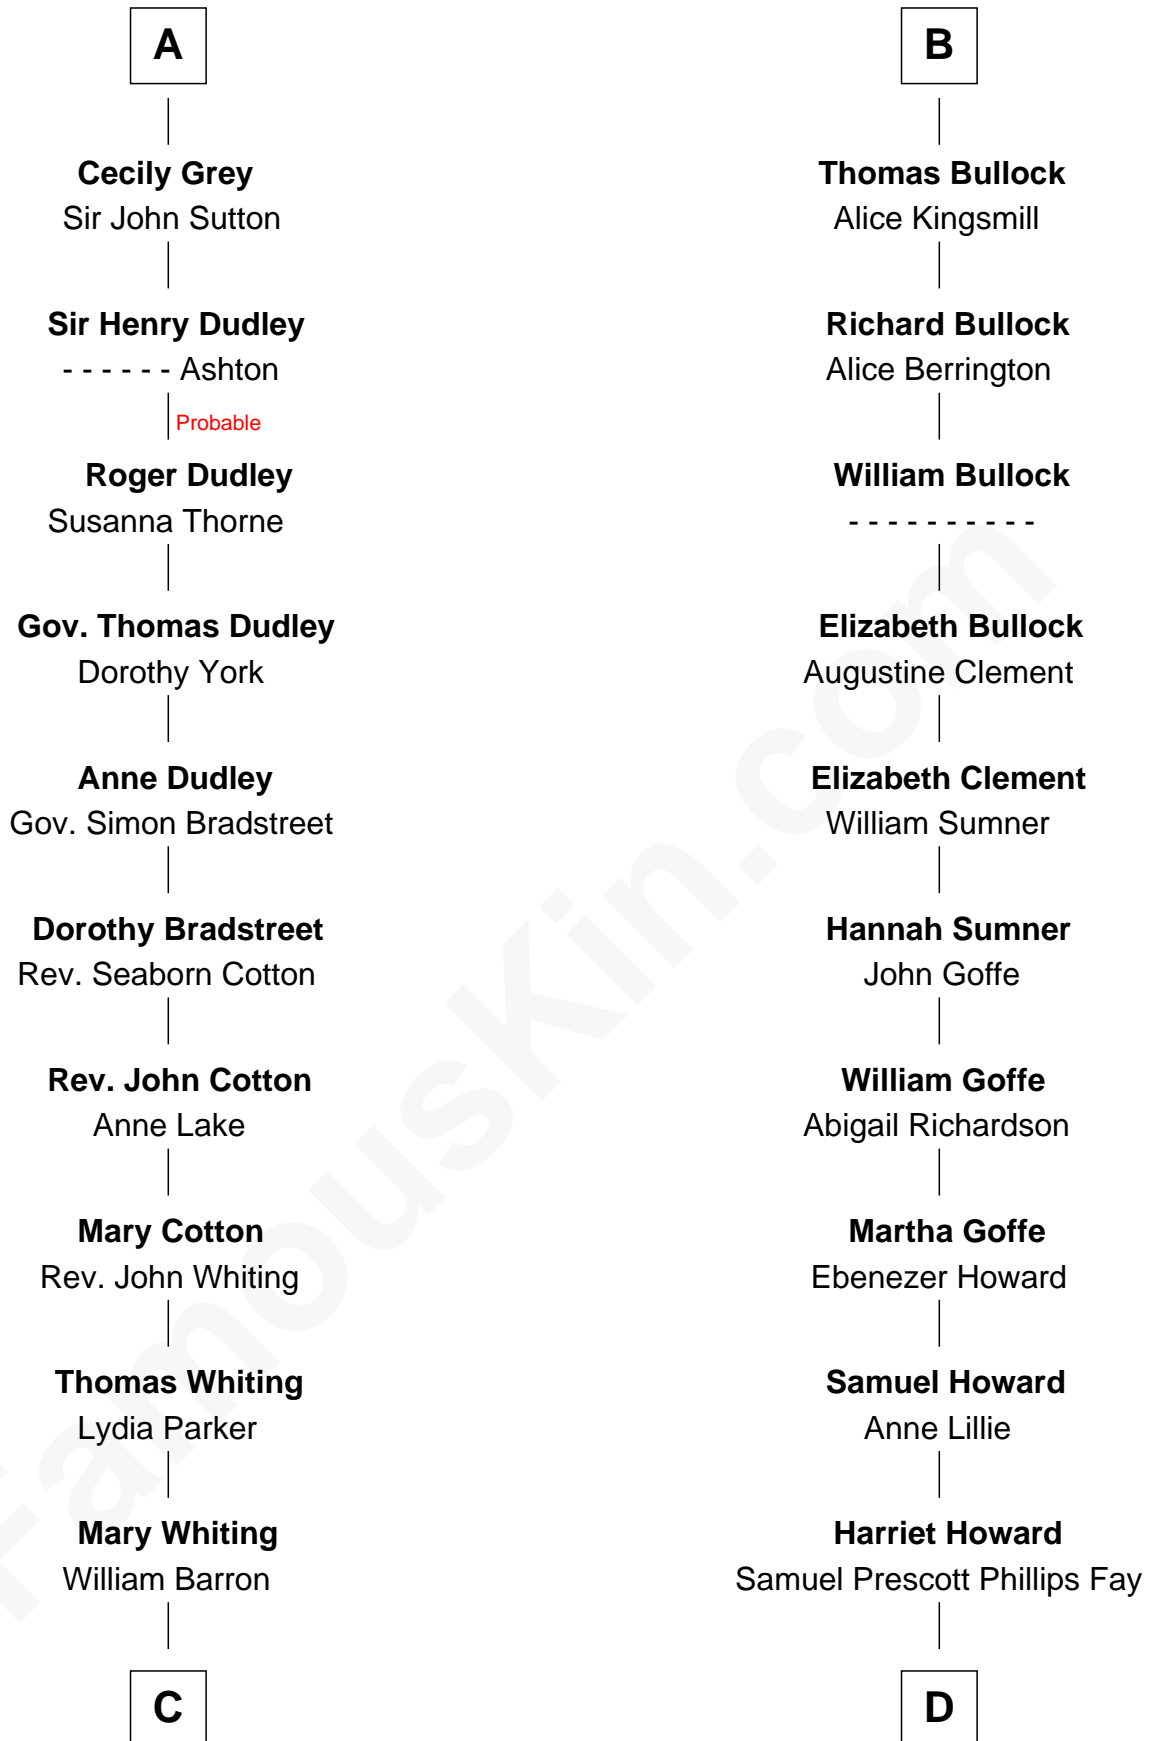 A
Cecily Grey
Sir John Sutton
Sir Henry Dudley
- - - - - - Ashton
Probable
Roger Dudley
Susanna Thorne
Gov. Thomas Dudley
Dorothy York
Anne Dudley
Gov. Simon Bradstreet
Dorothy Bradstreet
Rev. Seaborn Cotton
Rev. John Cotton
Anne Lake
Mary Cotton
Rev. John Whiting
Thomas Whiting
Lydia Parker
Mary Whiting
William Barron
C
B
Thomas Bullock
Alice Kingsmill
Richard Bullock
Alice Berrington
William Bullock
- - - - - - - - - -
Elizabeth Bullock
Augustine Clement
Elizabeth Clement
William Sumner
Hannah Sumner
John Goffe
William Goffe
Abigail Richardson
Martha Goffe
Ebenezer Howard
Samuel Howard
Anne Lillie
Harriet Howard
Samuel Prescott Phillips Fay
D
FamousKin.com